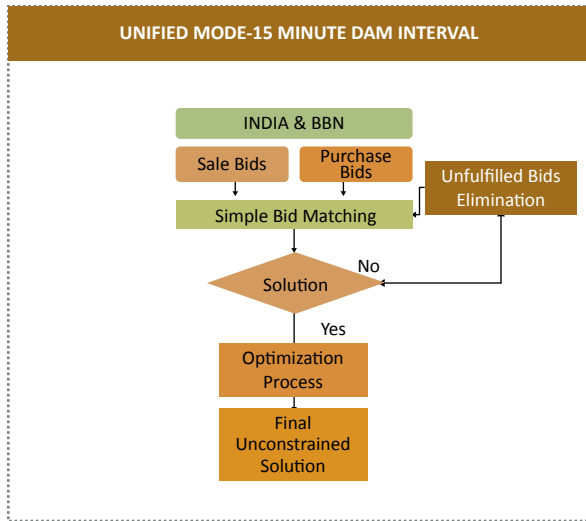 UNIFIED MODE-15 MINUTE DAM INTERVAL
INDIA & BBN
Sale Bids
Purchase
Bids
Unfulfilled Bids
Elimination
Simple Bid Matching
No
Solution
Yes
Optimization
Process
Final
Unconstrained
Solution